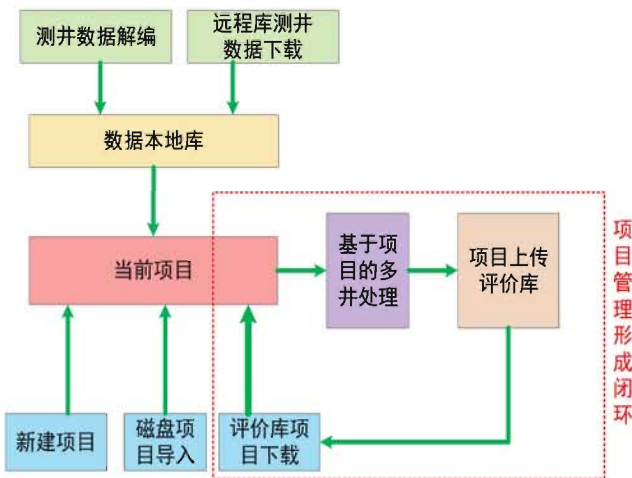 测井数据解编
远程库测井
数据下载
数据本地库
当前项目
基于项
目的多
井处理
项目上传
评价库
项目管理形成闭环
新建项目
磁盘项
目导入
评价库项
目下载